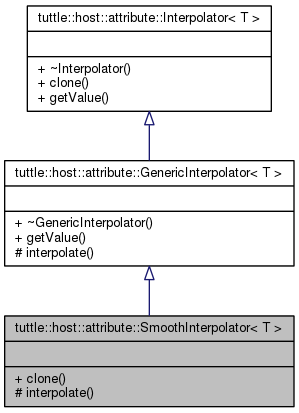 tuttle::host::attribute::Interpolator< T >
+ ~Interpolator()
+ clone()
+ getValue()
tuttle::host::attribute::GenericInterpolator< T >
+ ~GenericInterpolator()
+ getValue()
# interpolate()
tuttle::host::attribute::SmoothInterpolator< T >
+ clone()
# interpolate()